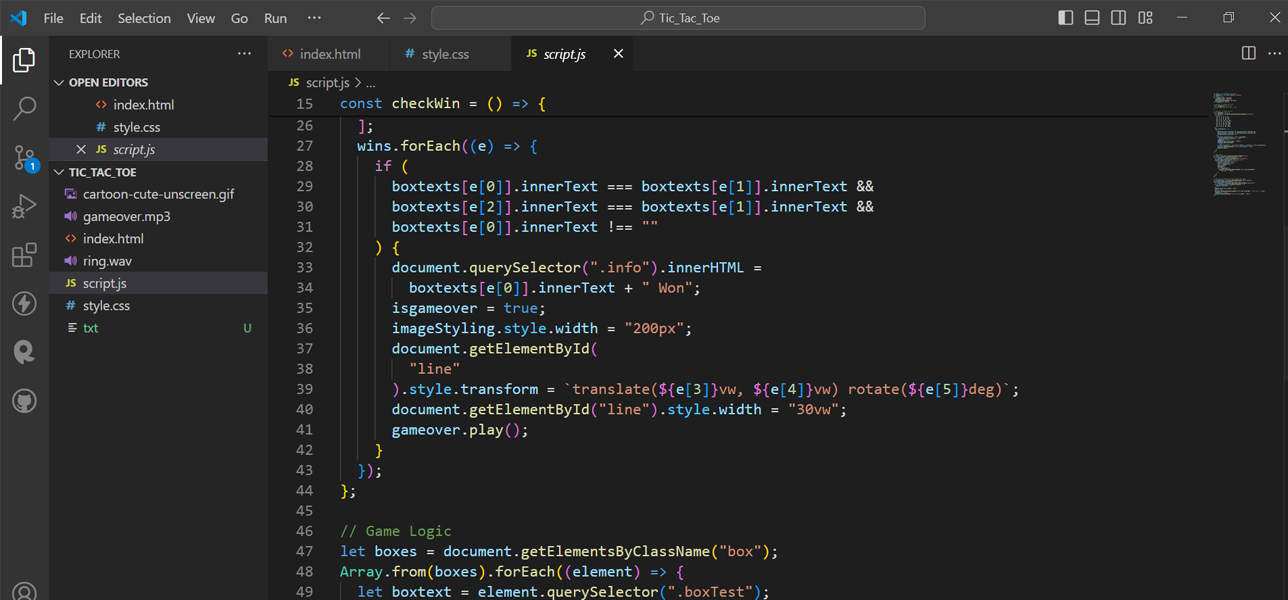 File Edit Selection View Go Run ··· Tic_Tac_Toe
EXPLORER ···
OPEN EDITORS
<> index.html
# style.css
JS script.js
TIC_TAC_TOE
cartoon-cute-unscreen.gif
gameover.mp3
<> index.html
ring.wav
JS script.js
# style.css
txt U
1
<> index.html # style.css JS script.js
JS script.js > ...
15 const checkWin = () => {
26 ];
27 wins.forEach((e) => {
28 if (
29 boxtexts[e[0]].innerText === boxtexts[e[1]].innerText &&
30 boxtexts[e[2]].innerText === boxtexts[e[1]].innerText &&
31 boxtexts[e[0]].innerText !== ""
32 ) {
33 document.querySelector(".info").innerHTML =
34 boxtexts[e[0]].innerText + " Won";
35 isgameover = true;
36 imageStyling.style.width = "200px";
37 document.getElementById(
38 "line"
39 ).style.transform = `translate(${e[3]}vw, ${e[4]}vw) rotate(${e[5]}deg)`;
40 document.getElementById("line").style.width = "30vw";
41 gameover.play();
42 }
43 });
44 };
45
46 // Game Logic
47 let boxes = document.getElementsByClassName("box");
48 Array.from(boxes).forEach((element) => {
49 let boxtext = element.querySelector(".boxTest");